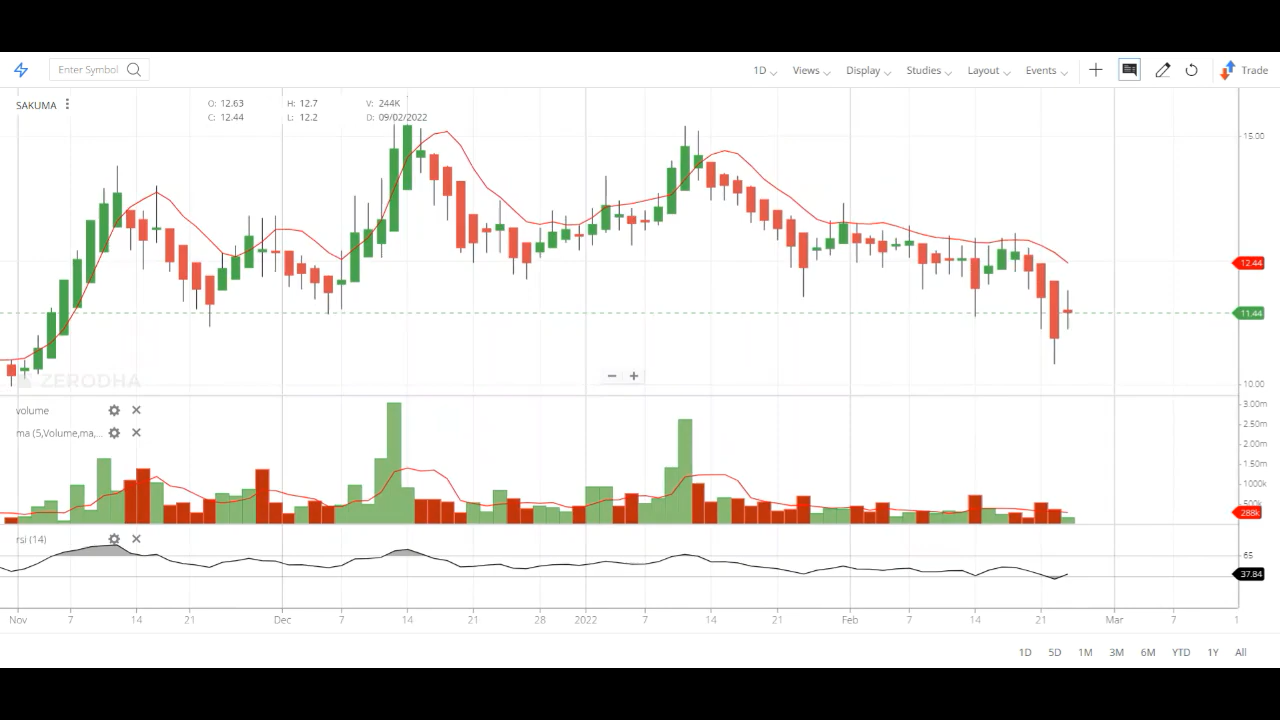 Enter Symbol
1D Views Display Studies Layout Events Trade
SAKUMA
O: 12.63 H: 12.7 V: 244K
C: 12.44 L: 12.2 D: 09/02/2022
15.00
12.44
11.44
ZERODHA
10.00
volume
3.00m
2.50m
ma (5,Volume,ma,...
2.00m
1.50m
1000k
288k
rsi (14)
65
37.84
Nov 7 14 21 Dec 7 14 21 28 2022 7 14 21 Feb 7 14 21 Mar 7 1
1D 5D 1M 3M 6M YTD 1Y All